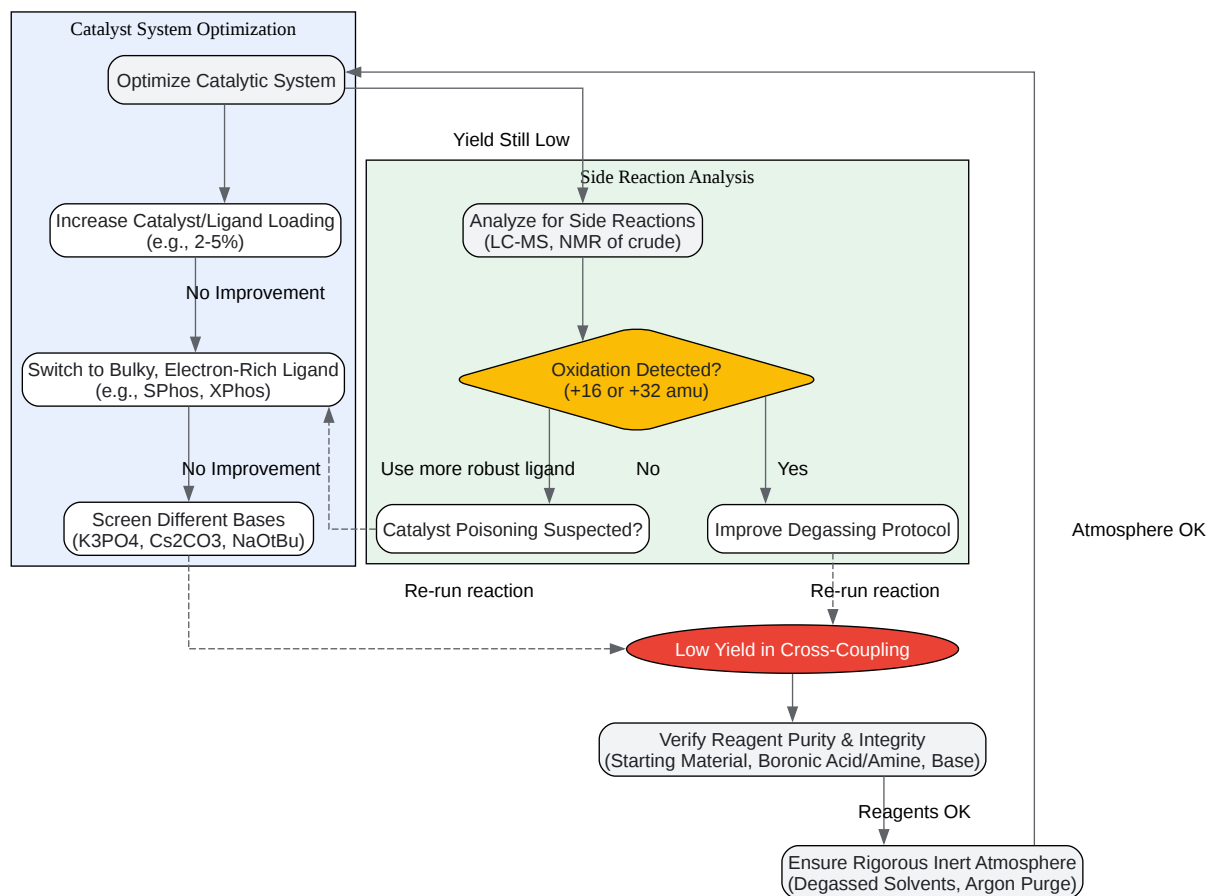 Catalyst System Optimization
Optimize Catalytic System
Yield Still Low
Side Reaction Analysis
Increase Catalyst/Ligand Loading
(e.g., 2-5%)
Analyze for Side Reactions
(LC-MS, NMR of crude)
No Improvement
Switch to Bulky, Electron-Rich Ligand
(e.g., SPhos, XPhos)
Oxidation Detected?
(+16 or +32 amu)
No Improvement
Use more robust ligand
No
Yes
Screen Different Bases
(K3PO4, Cs2CO3, NaOtBu)
Catalyst Poisoning Suspected?
Improve Degassing Protocol
Atmosphere OK
Re-run reaction
Re-run reaction
Low Yield in Cross-Coupling
Verify Reagent Purity & Integrity
(Starting Material, Boronic Acid/Amine, Base)
Reagents OK
Ensure Rigorous Inert Atmosphere
(Degassed Solvents, Argon Purge)